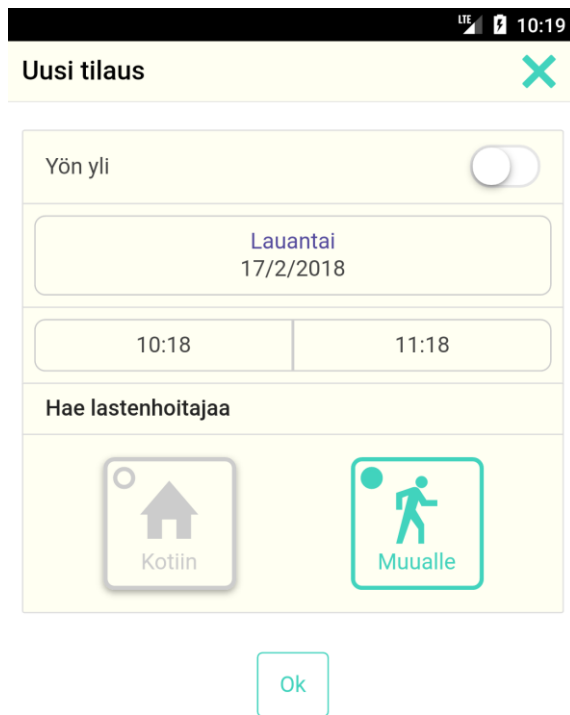 LTE 10:19
Uusi tilaus
Yön yli
Lauantai
17/2/2018
10:18 11:18
Hae lastenhoitajaa
Kotiin Muualle
Ok